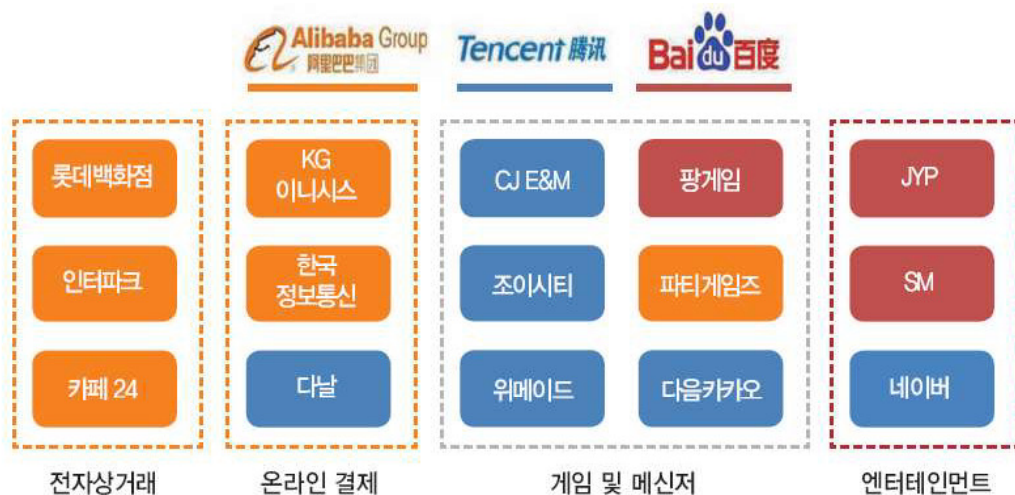 Alibaba Group
阿里巴巴集团
Tencent 腾讯
Bai du 百度
롯데백화점
인터파크
카페 24
전자상거래
KG
이니시스
한국
정보통신
다날
온라인 결제
CJ E&M
팡게임
조이시티
파티게임즈
위메이드
다음카카오
게임 및 메신저
JYP
SM
네이버
엔터테인먼트